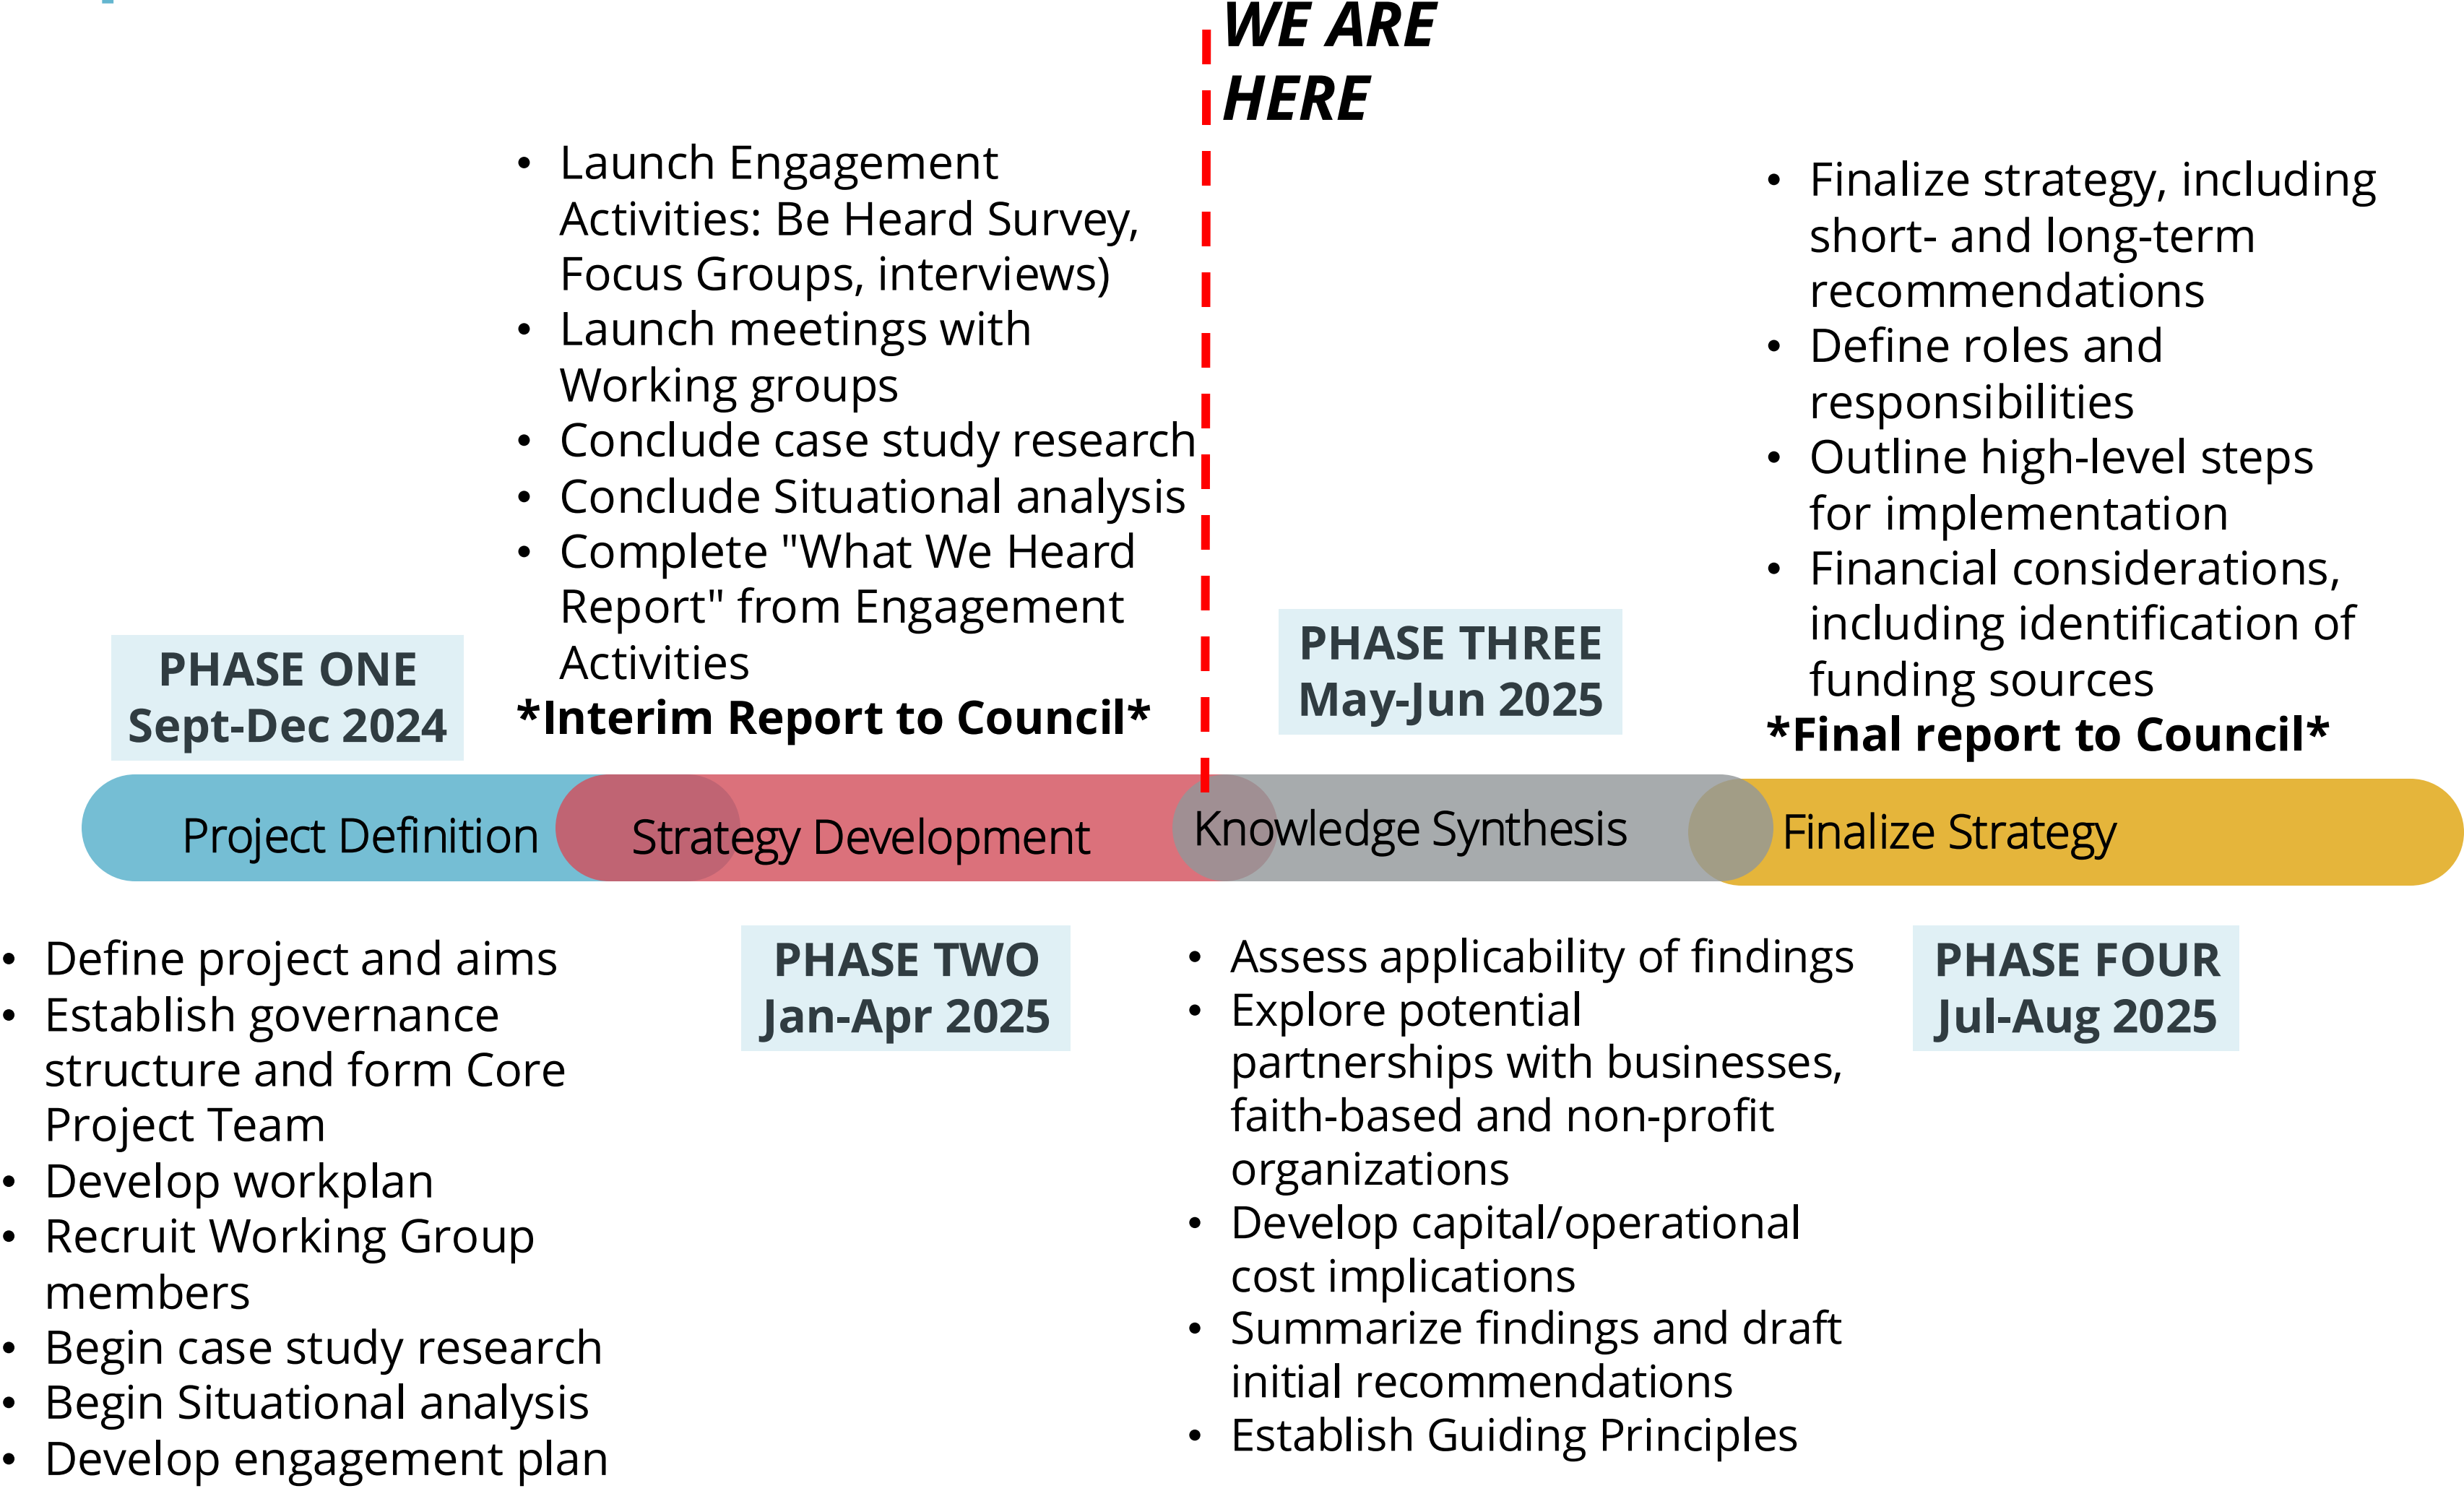 WE ARE
HERE
• Launch Engagement
Activities: Be Heard Survey,
Focus Groups, interviews)
• Launch meetings with
Working groups
• Conclude case study research
• Conclude Situational analysis
• Complete "What We Heard
Report" from Engagement
Activities
*Interim Report to Council*
• Finalize strategy, including
short- and long-term
recommendations
• Define roles and
responsibilities
• Outline high-level steps
for implementation
• Financial considerations,
including identification of
funding sources
*Final report to Council*
PHASE ONE
Sept-Dec 2024
PHASE THREE
May-Jun 2025
Project Definition
Strategy Development
Knowledge Synthesis
Finalize Strategy
• Define project and aims
• Establish governance
structure and form Core
Project Team
• Develop workplan
• Recruit Working Group
members
• Begin case study research
• Begin Situational analysis
• Develop engagement plan
PHASE TWO
Jan-Apr 2025
• Assess applicability of findings
• Explore potential
partnerships with businesses,
faith-based and non-profit
organizations
• Develop capital/operational
cost implications
• Summarize findings and draft
initial recommendations
• Establish Guiding Principles
PHASE FOUR
Jul-Aug 2025